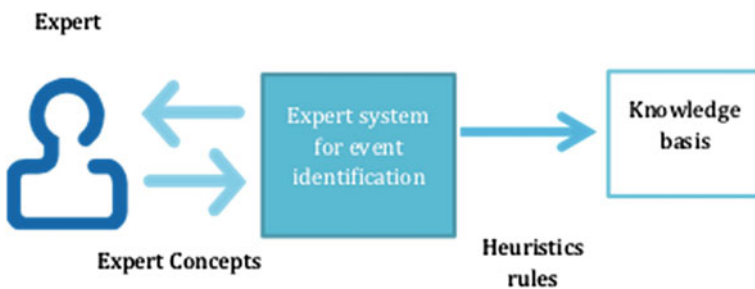 Expert
Expert system
for event
identification
Knowledge
basis
Expert Concepts
Heuristics
rules